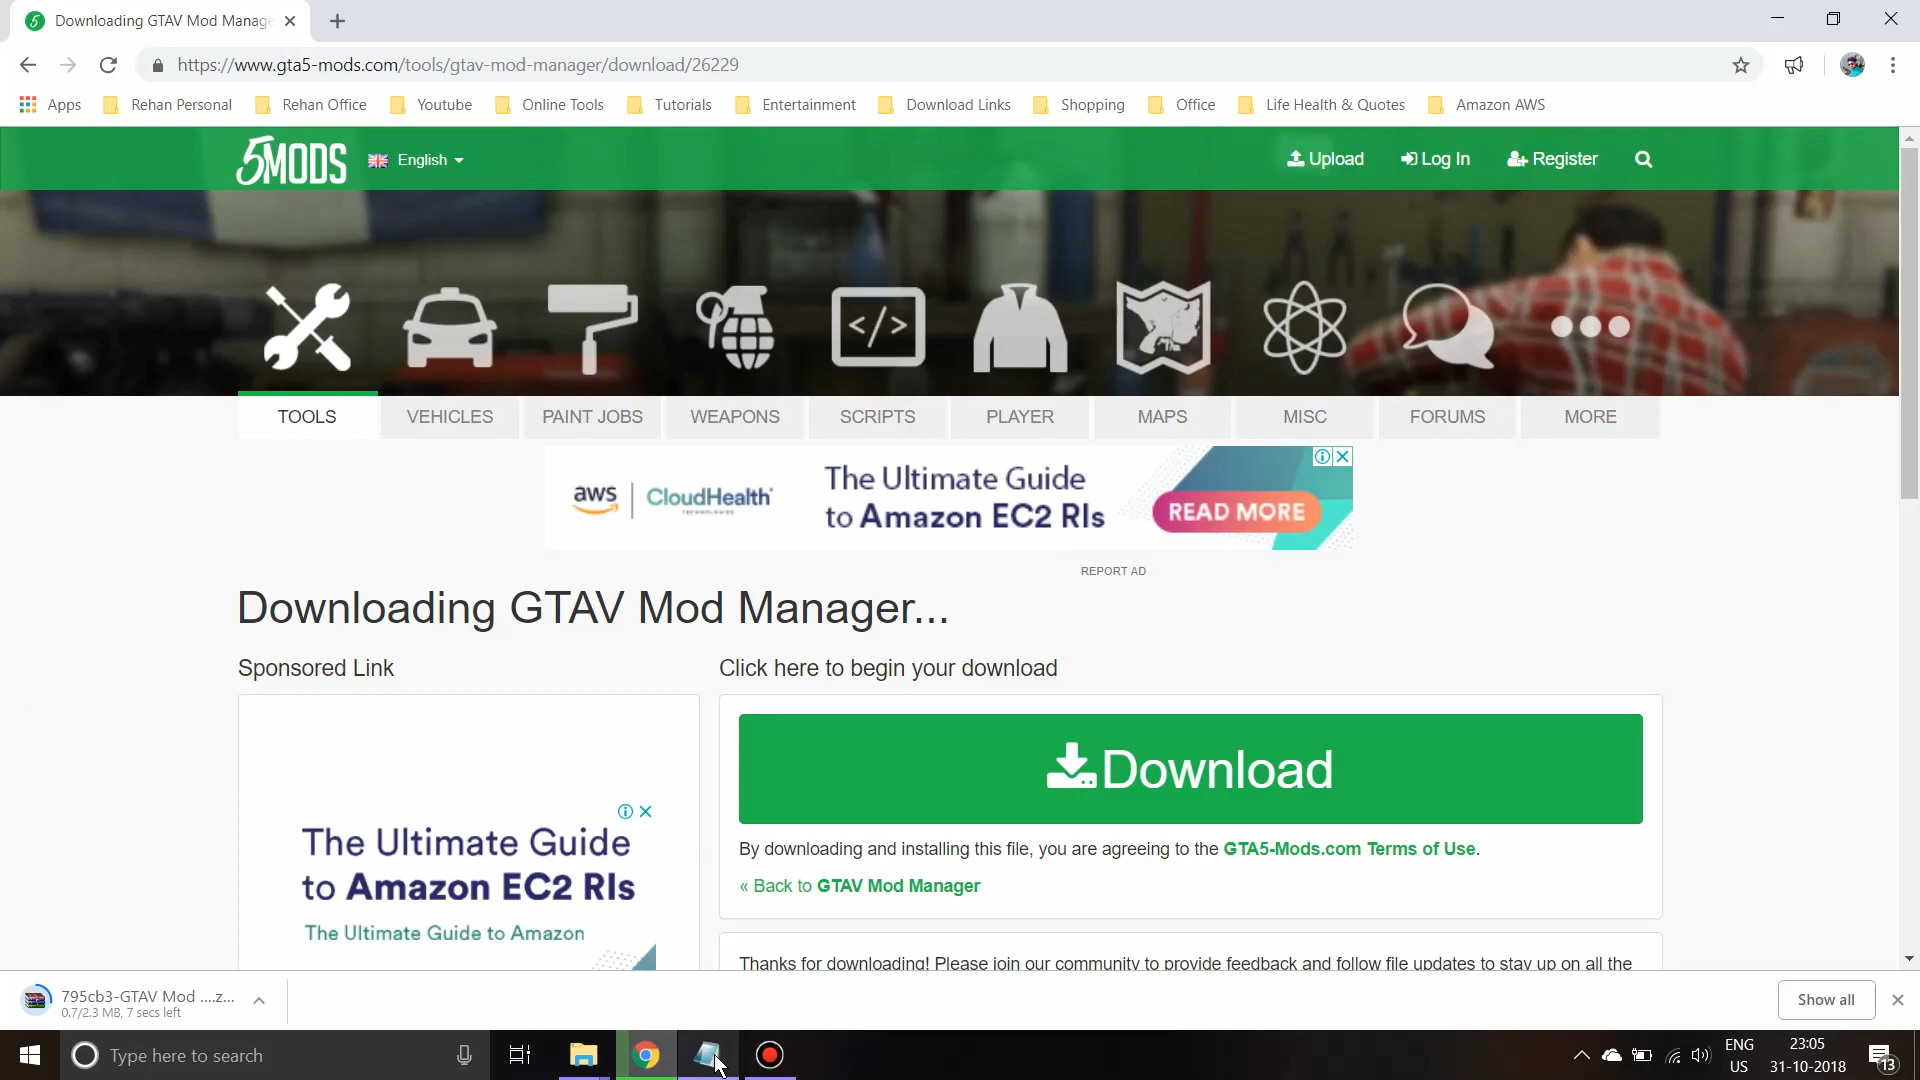 Downloading GTAV Mod Manage
https://www.gta5-mods.com/tools/gtav-mod-manager/download/26229
Apps Rehan Personal Rehan Office Youtube Online Tools Tutorials Entertainment Download Links Shopping Office Life Health & Quotes Amazon AWS
5MODS English Upload Log In Register
TOOLS VEHICLES PAINT JOBS WEAPONS SCRIPTS PLAYER MAPS MISC FORUMS MORE
aws CloudHealth TECHNOLOGIES
The Ultimate Guide
to Amazon EC2 RIs
READ MORE
REPORT AD
Downloading GTAV Mod Manager...
Sponsored Link
Click here to begin your download
Download
By downloading and installing this file, you are agreeing to the GTA5-Mods.com Terms of Use.
« Back to GTAV Mod Manager
The Ultimate Guide
to Amazon EC2 RIs
The Ultimate Guide to Amazon
Thanks for downloading! Please join our community to provide feedback and follow file updates to stay up on all the
795cb3-GTAV Mod ....z...
0.7/2.3 MB, 7 secs left
Show all
Type here to search
ENG
US
23:05
31-10-2018
13